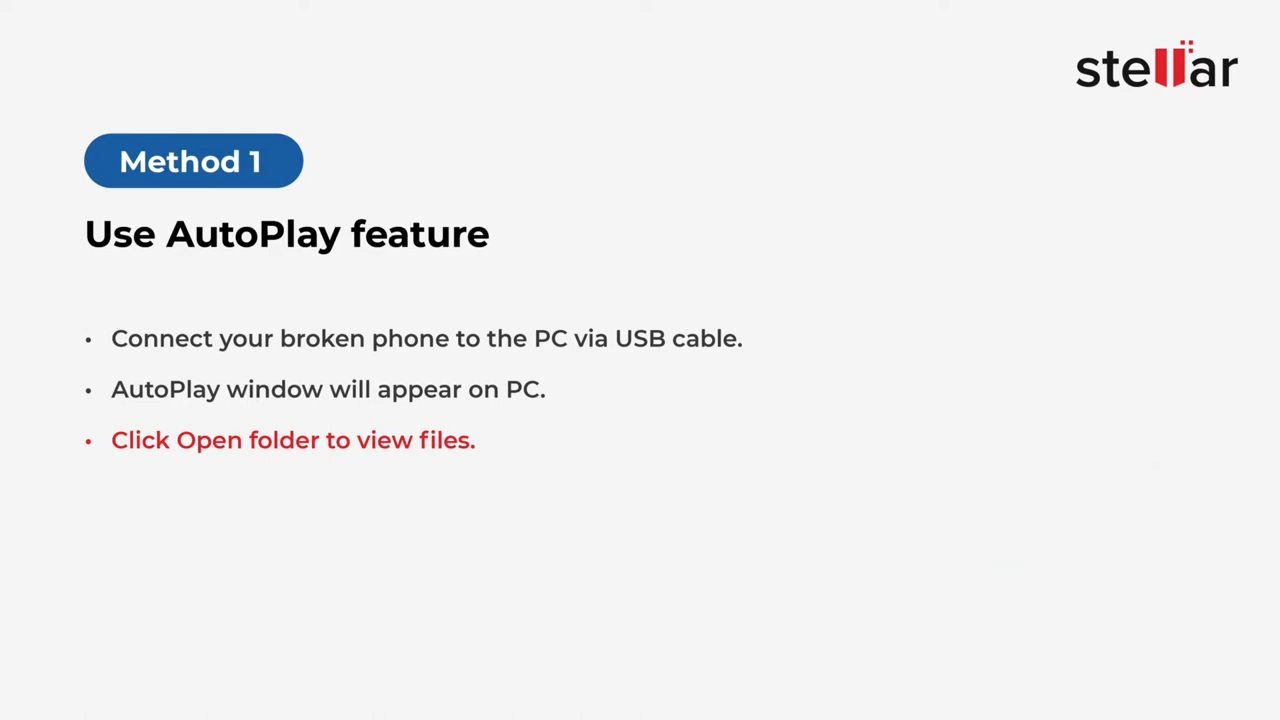 stellar
Method 1
Use AutoPlay feature
• Connect your broken phone to the PC via USB cable.
• AutoPlay window will appear on PC.
• Click Open folder to view files.